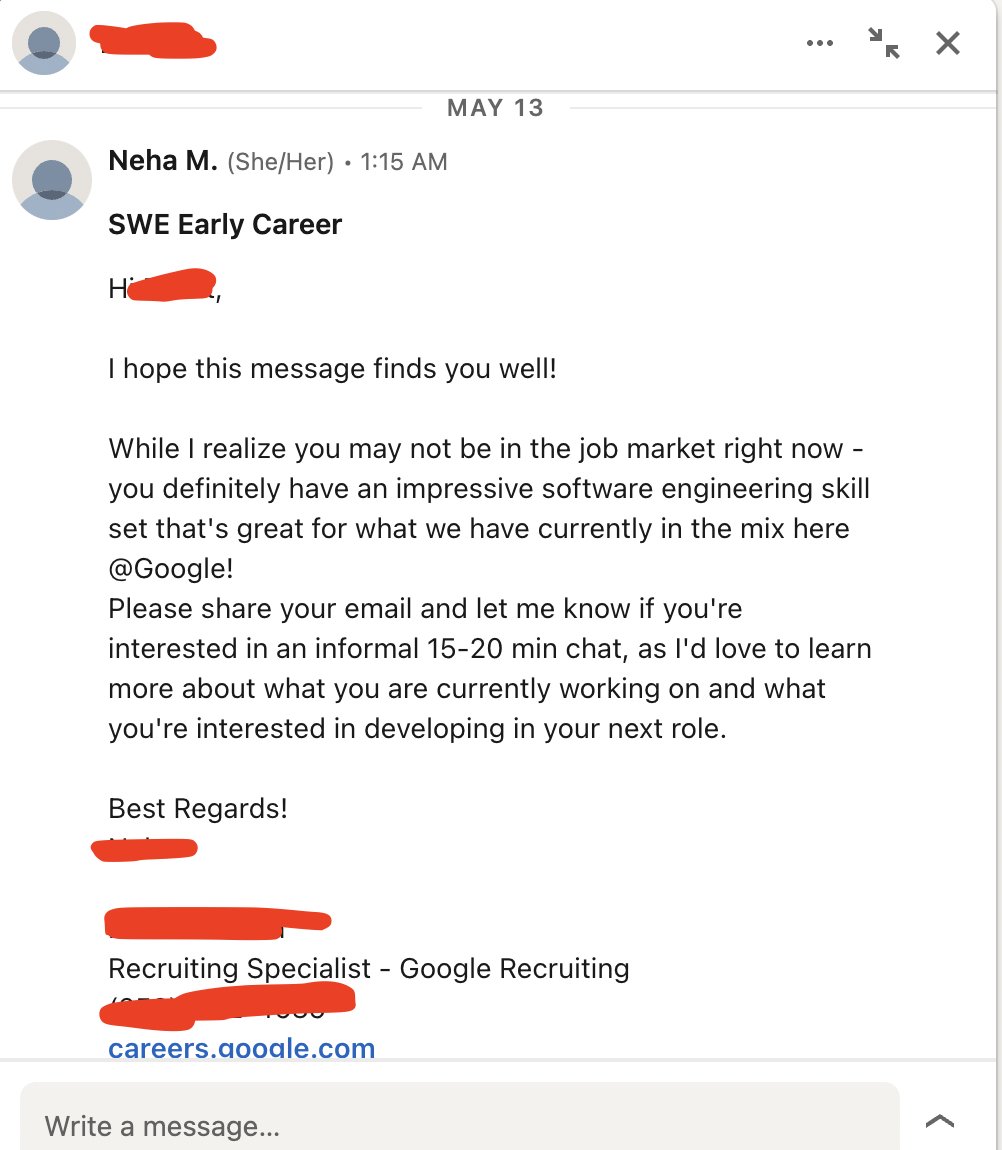 MAY 13
Neha M. (She/Her) • 1:15 AM
SWE Early Career
Hi ,
I hope this message finds you well!
While I realize you may not be in the job market right now -
you definitely have an impressive software engineering skill
set that's great for what we have currently in the mix here
@Google!
Please share your email and let me know if you're
interested in an informal 15-20 min chat, as I'd love to learn
more about what you are currently working on and what
you're interested in developing in your next role.
Best Regards!
Recruiting Specialist - Google Recruiting
careers.google.com
Write a message...